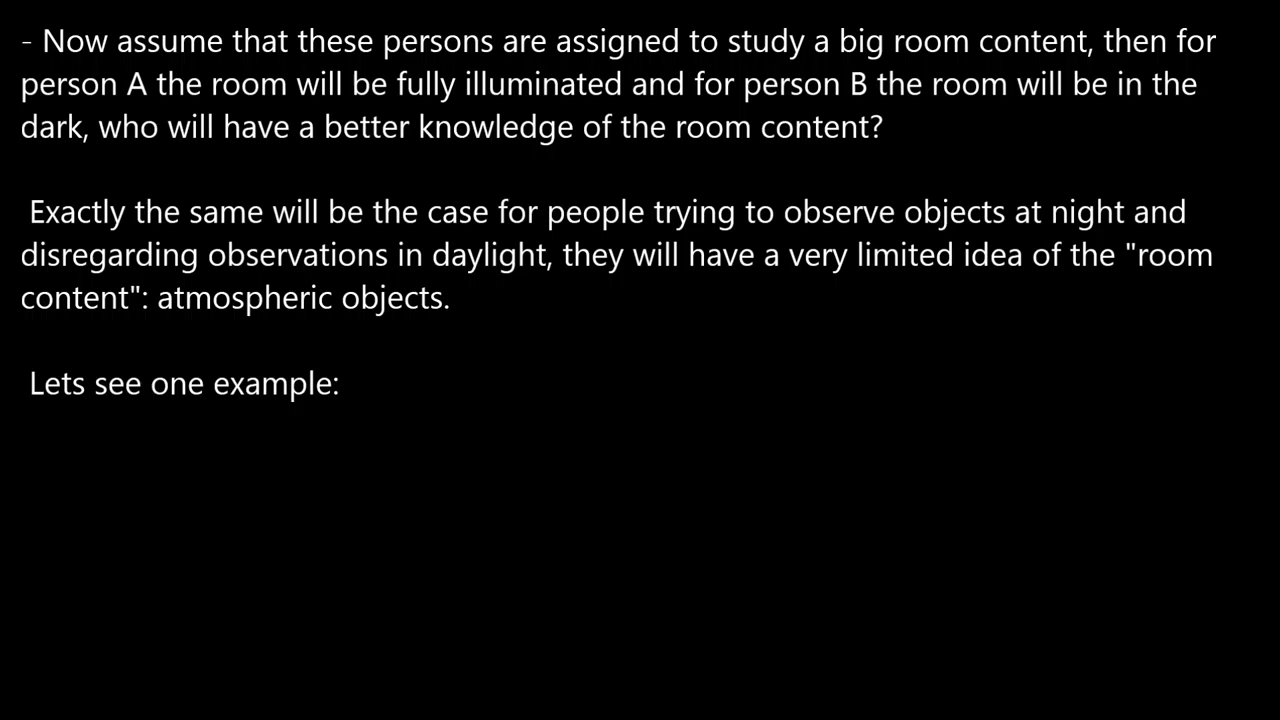 - Now assume that these persons are assigned to study a big room content, then for
person A the room will be fully illuminated and for person B the room will be in the
dark, who will have a better knowledge of the room content?
Exactly the same will be the case for people trying to observe objects at night and
disregarding observations in daylight, they will have a very limited idea of the "room
content": atmospheric objects.
Lets see one example: